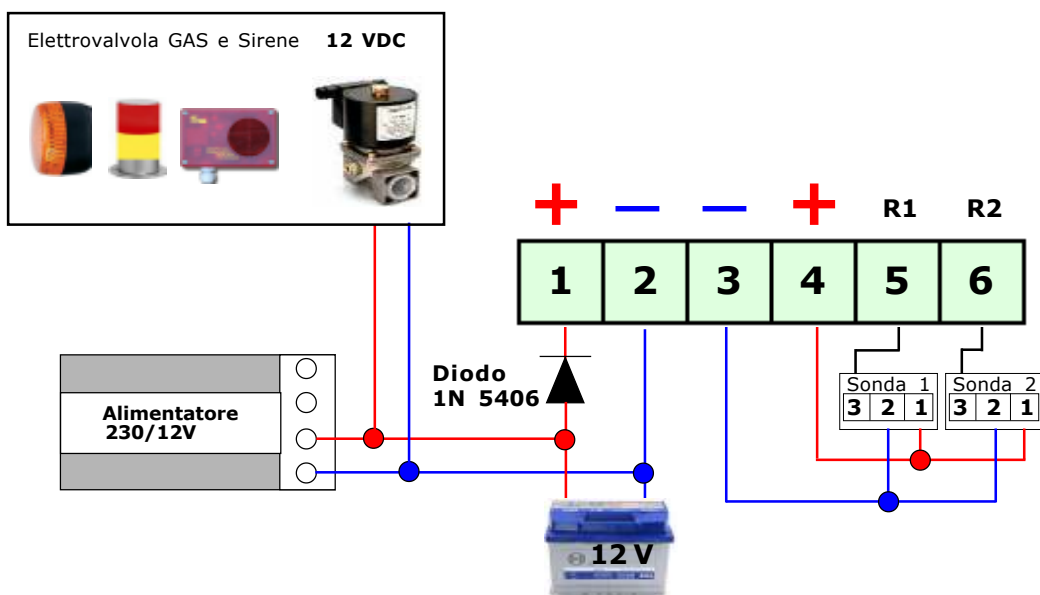 Elettrovalvola GAS e Sirene 12 VDC
+ — — + R1 R2
1 2 3 4 5 6
Diodo
1N 5406
Alimentatore
230/12V
Sonda 1
3 2 1
Sonda 2
3 2 1
12 V